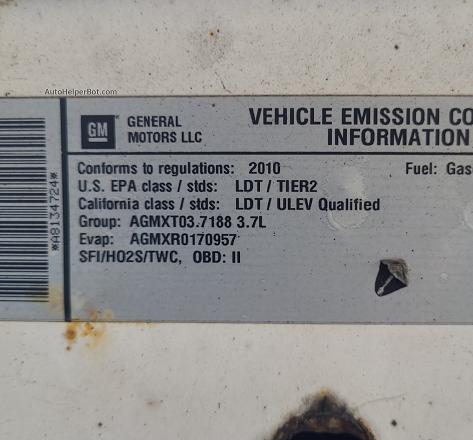 AutoHelperBot.com
GM
GENERAL
MOTORS LLC
VEHICLE EMISSION CO
INFORMATION
Conforms to regulations: 2010
Fuel: Gas
U.S. EPA class / stds: LDT / TIER2
California class / stds: LDT / ULEV Qualified
Group: AGMXT03.7188 3.7L
Evap: AGMXR0170957
SFI/HO2S/TWC, OBD: II
*A8134724*